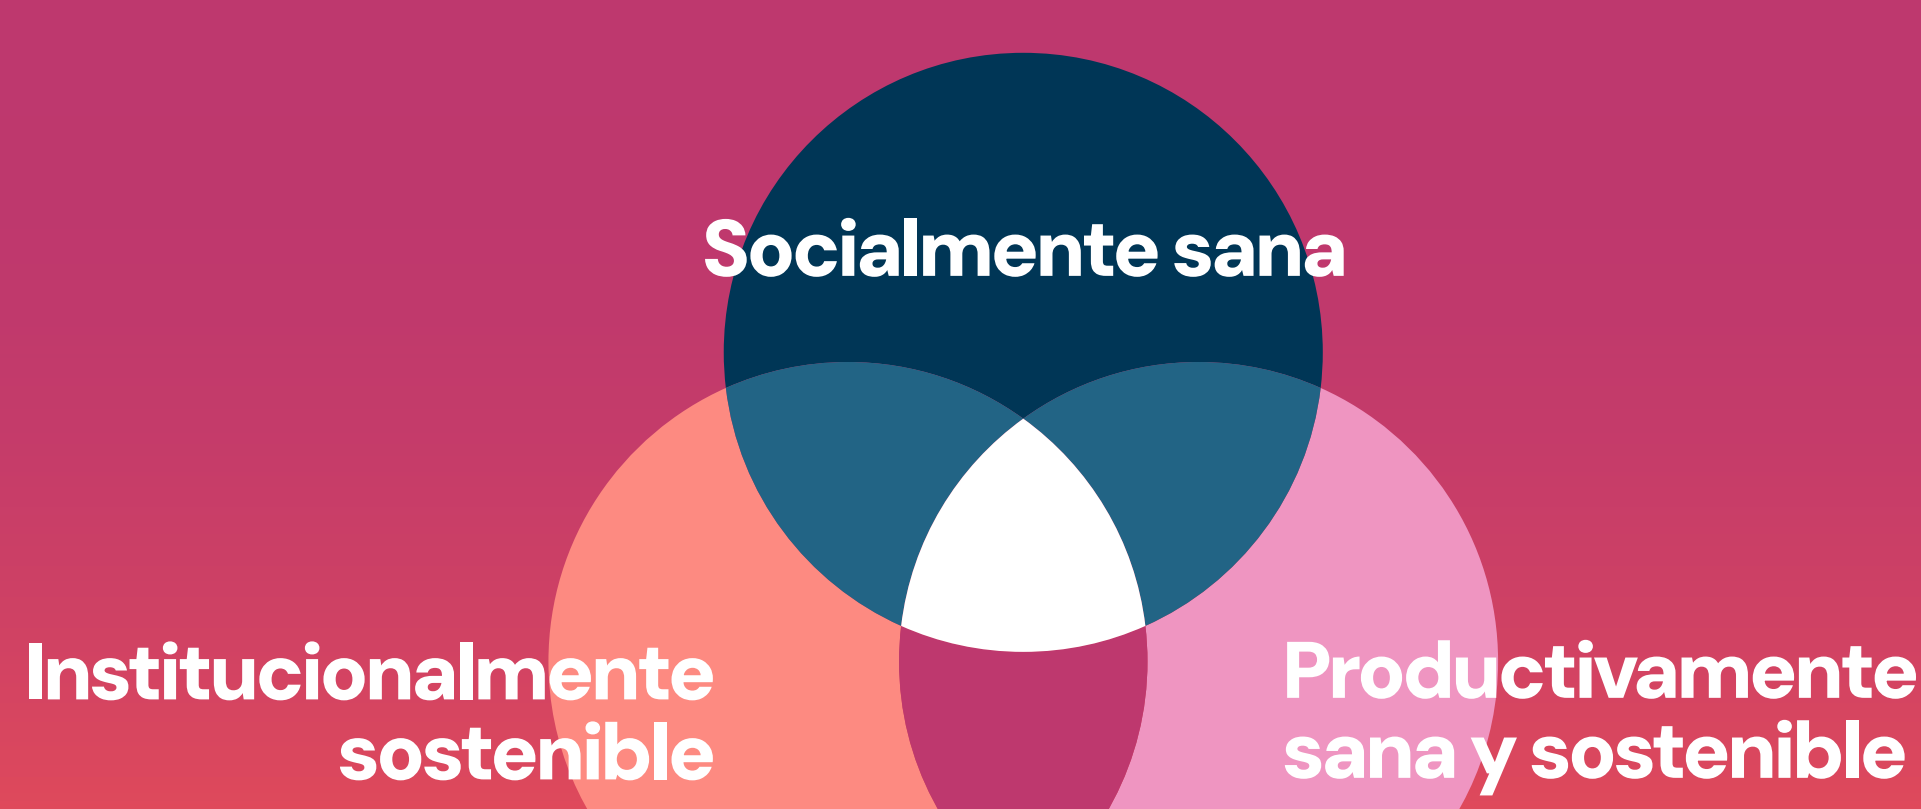 Socialmente sana
Institucionalmente
sostenible
Productivamente
sana y sostenible